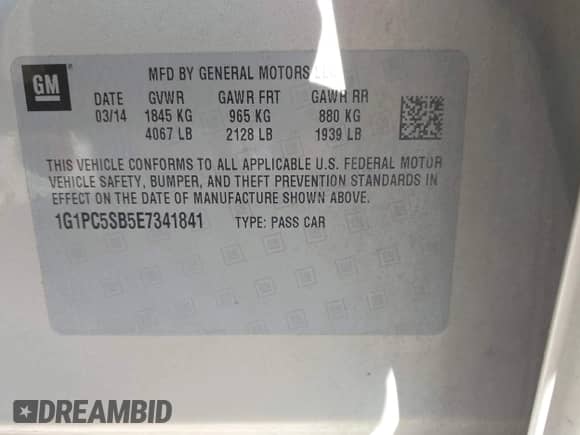 GM
MFD BY GENERAL MOTORS
DATE GVWR GAWR FRT GAWR RR
03/14 1845 KG 965 KG 880 KG
4067 LB 2128 LB 1939 LB
THIS VEHICLE CONFORMS TO ALL APPLICABLE U.S. FEDERAL MOTOR
VEHICLE SAFETY, BUMPER, AND THEFT PREVENTION STANDARDS IN
EFFECT ON THE DATE OF MANUFACTURE SHOWN ABOVE.
1G1PC5SB5E7341841 TYPE: PASS CAR
DREAMBID